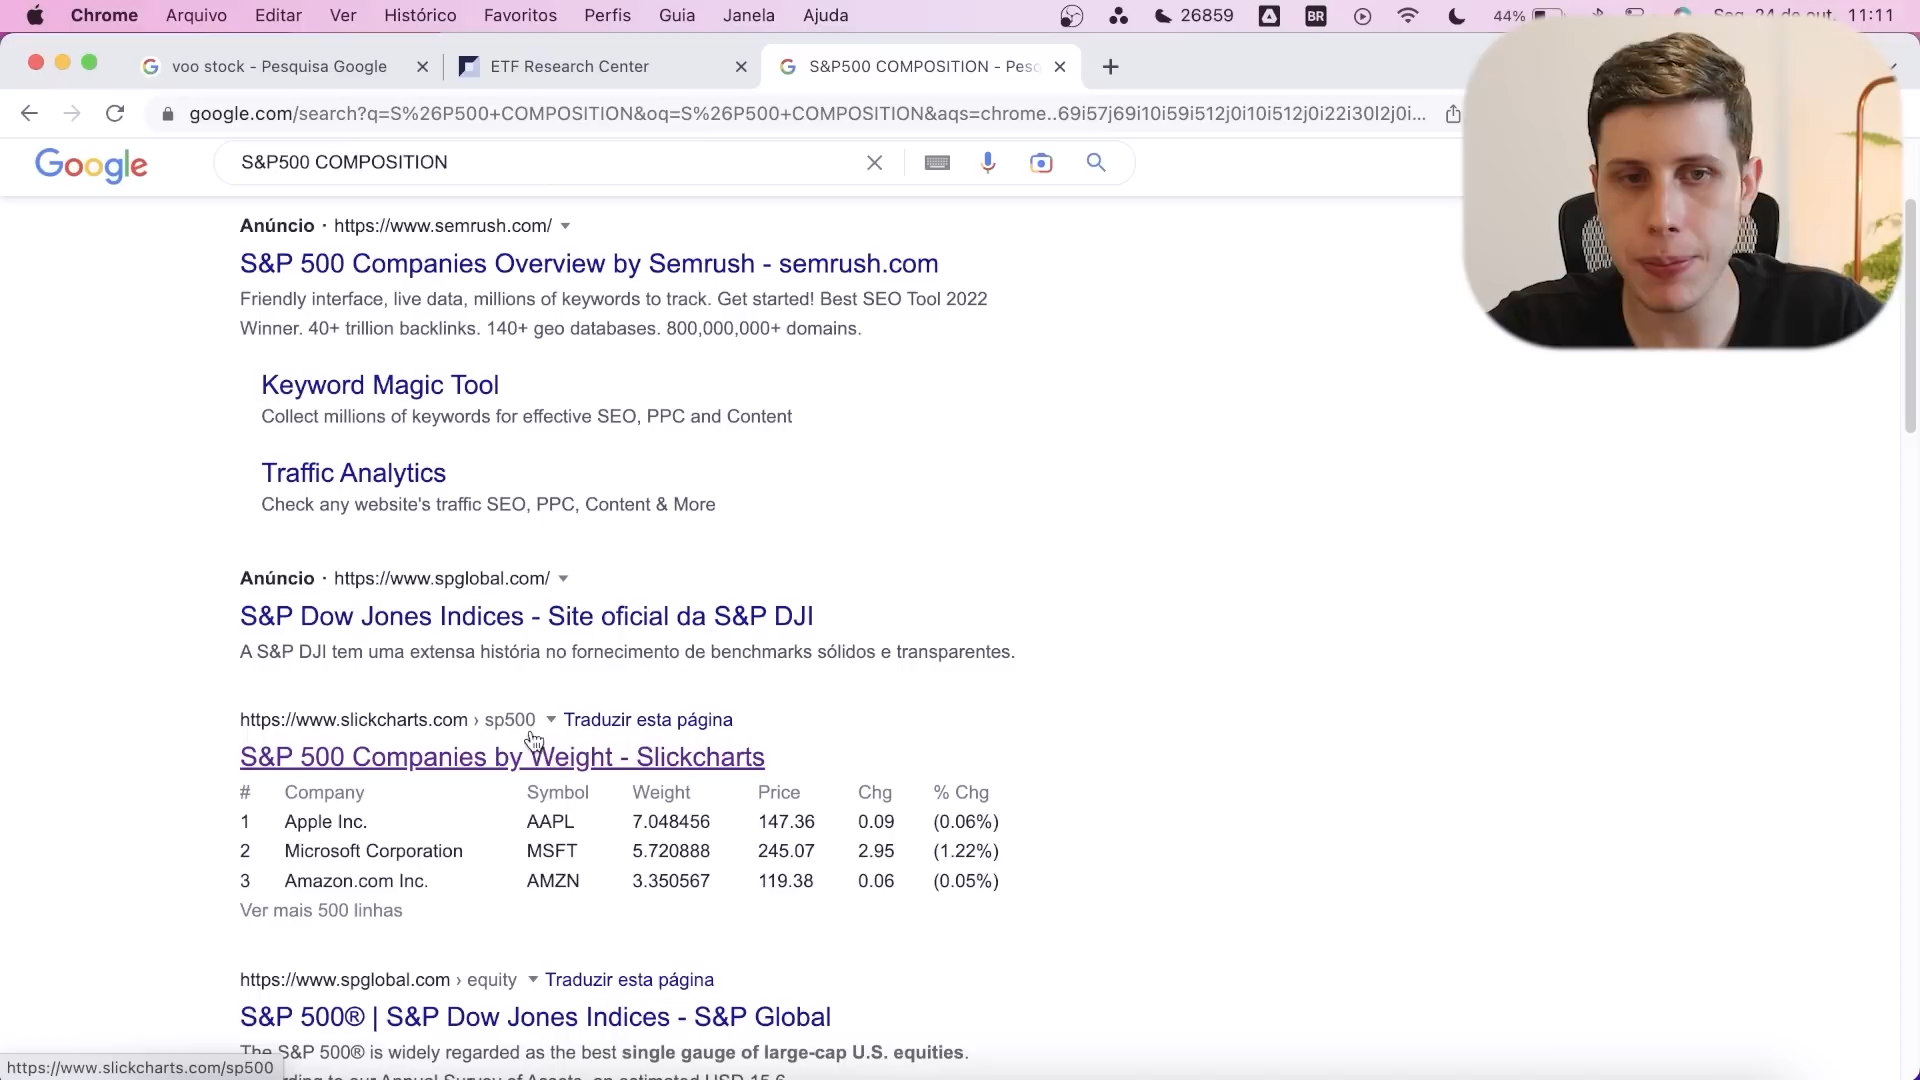 Chrome Arquivo Editar Ver Histórico Favoritos Perfis Guia Janela Ajuda 26859 BR 44% 11:11
voo stock - Pesquisa Google ETF Research Center S&P500 COMPOSITION - Pesq
google.com/search?q=S%26P500+COMPOSITION&oq=S%26P500+COMPOSITION&aqs=chrome..69i57j69i10i59i512j0i10i512j0i22i30l2j0i...
Google S&P500 COMPOSITION
Anúncio · https://www.semrush.com/
S&P 500 Companies Overview by Semrush - semrush.com
Friendly interface, live data, millions of keywords to track. Get started! Best SEO Tool 2022
Winner. 40+ trillion backlinks. 140+ geo databases. 800,000,000+ domains.
Keyword Magic Tool
Collect millions of keywords for effective SEO, PPC and Content
Traffic Analytics
Check any website's traffic SEO, PPC, Content & More
Anúncio · https://www.spglobal.com/
S&P Dow Jones Indices - Site oficial da S&P DJI
A S&P DJI tem uma extensa história no fornecimento de benchmarks sólidos e transparentes.
https://www.slickcharts.com › sp500 Traduzir esta página
S&P 500 Companies by Weight - Slickcharts
# Company Symbol Weight Price Chg % Chg
1 Apple Inc. AAPL 7.048456 147.36 0.09 (0.06%)
2 Microsoft Corporation MSFT 5.720888 245.07 2.95 (1.22%)
3 Amazon.com Inc. AMZN 3.350567 119.38 0.06 (0.05%)
Ver mais 500 linhas
https://www.spglobal.com › equity Traduzir esta página
S&P 500® | S&P Dow Jones Indices - S&P Global
The S&P 500® is widely regarded as the best single gauge of large-cap U.S. equities.
https://www.slickcharts.com/sp500